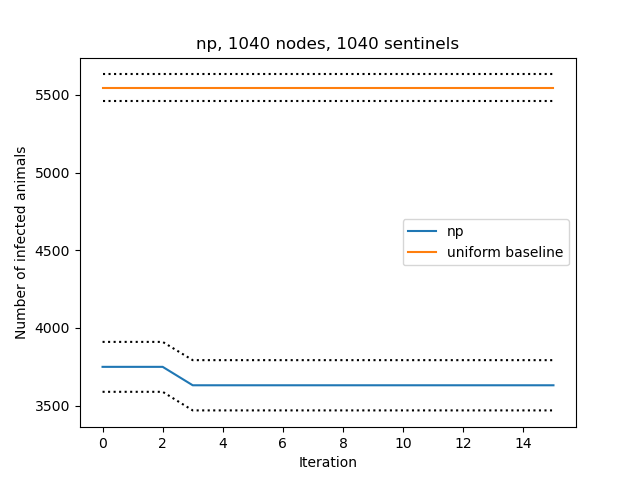 np, 1040 nodes, 1040 sentinels
Number of infected animals
5500
5000
4500
4000
3500
np
uniform baseline
0 2 4 6 8 10 12 14
Iteration